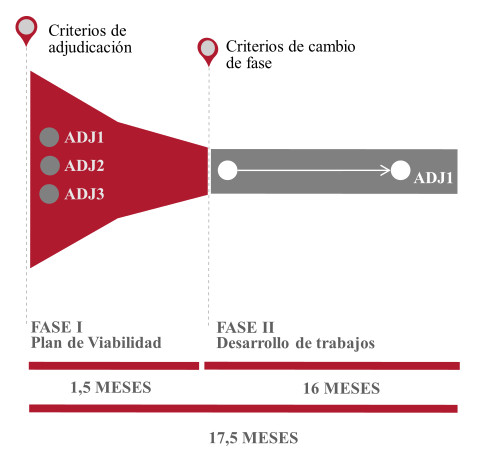 Criterios de
adjudicación
Criterios de cambio
de fase
ADJ1
ADJ2
ADJ3
ADJ1
FASE I
Plan de Viabilidad
FASE II
Desarrollo de trabajos
1,5 MESES
16 MESES
17,5 MESES